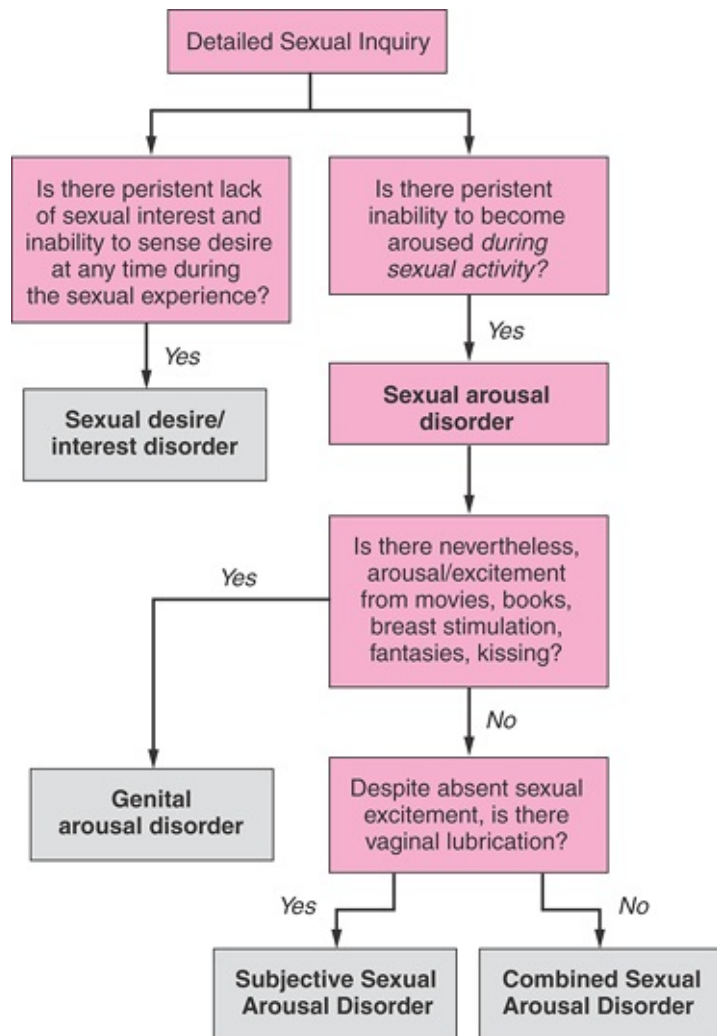 Detailed Sexual Inquiry
Is there peristent lack
of sexual interest and
inability to sense desire
at any time during
the sexual experience?
Is there peristent
inability to become
aroused during
sexual activity?
Yes
Yes
Sexual desire/
interest disorder
Sexual arousal
disorder
Is there nevertheless,
arousal/excitement
from movies, books,
breast stimulation,
fantasies, kissing?
Yes
No
Genital
arousal disorder
Despite absent sexual
excitement, is there
vaginal lubrication?
Yes
No
Subjective Sexual
Arousal Disorder
Combined Sexual
Arousal Disorder